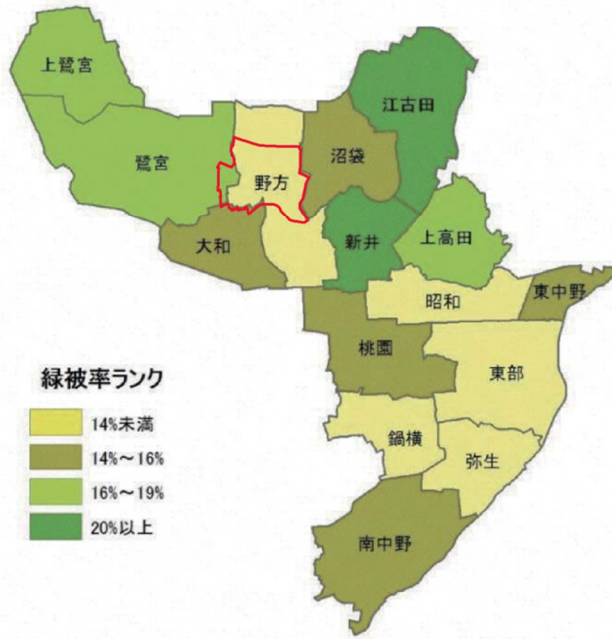 上鷺宮
江古田
鷺宮
沼袋
野方
大和
新井
上高田
昭和
東中野
桃園
東部
鍋横
弥生
南中野
緑被率ランク
14%未満
14%～16%
16%～19%
20%以上